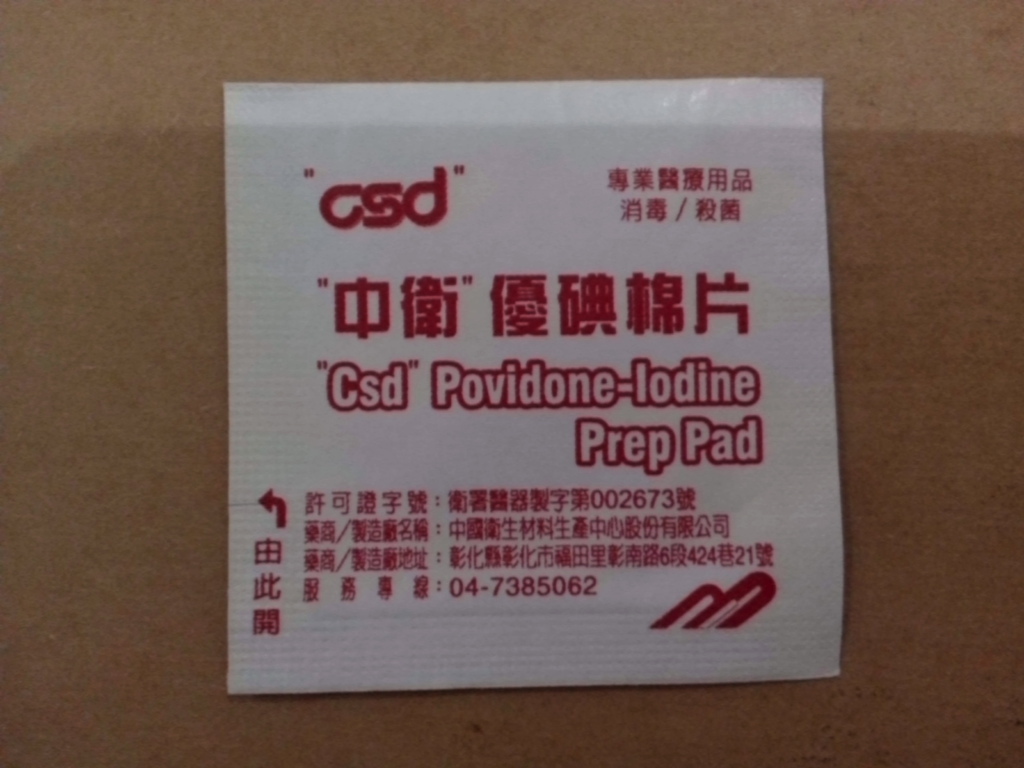 "csd"
專業醫療用品
消毒/殺菌
"中衛"優碘棉片
"Csd" Povidone-Iodine
Prep Pad
許可證字號：衛署醫器製字第002673號
藥商/製造廠名稱：中國衛生材料生產中心股份有限公司
藥商/製造廠地址：彰化縣彰化市福田里彰南路6段424巷21號
服務專線：04-7385062
由此開